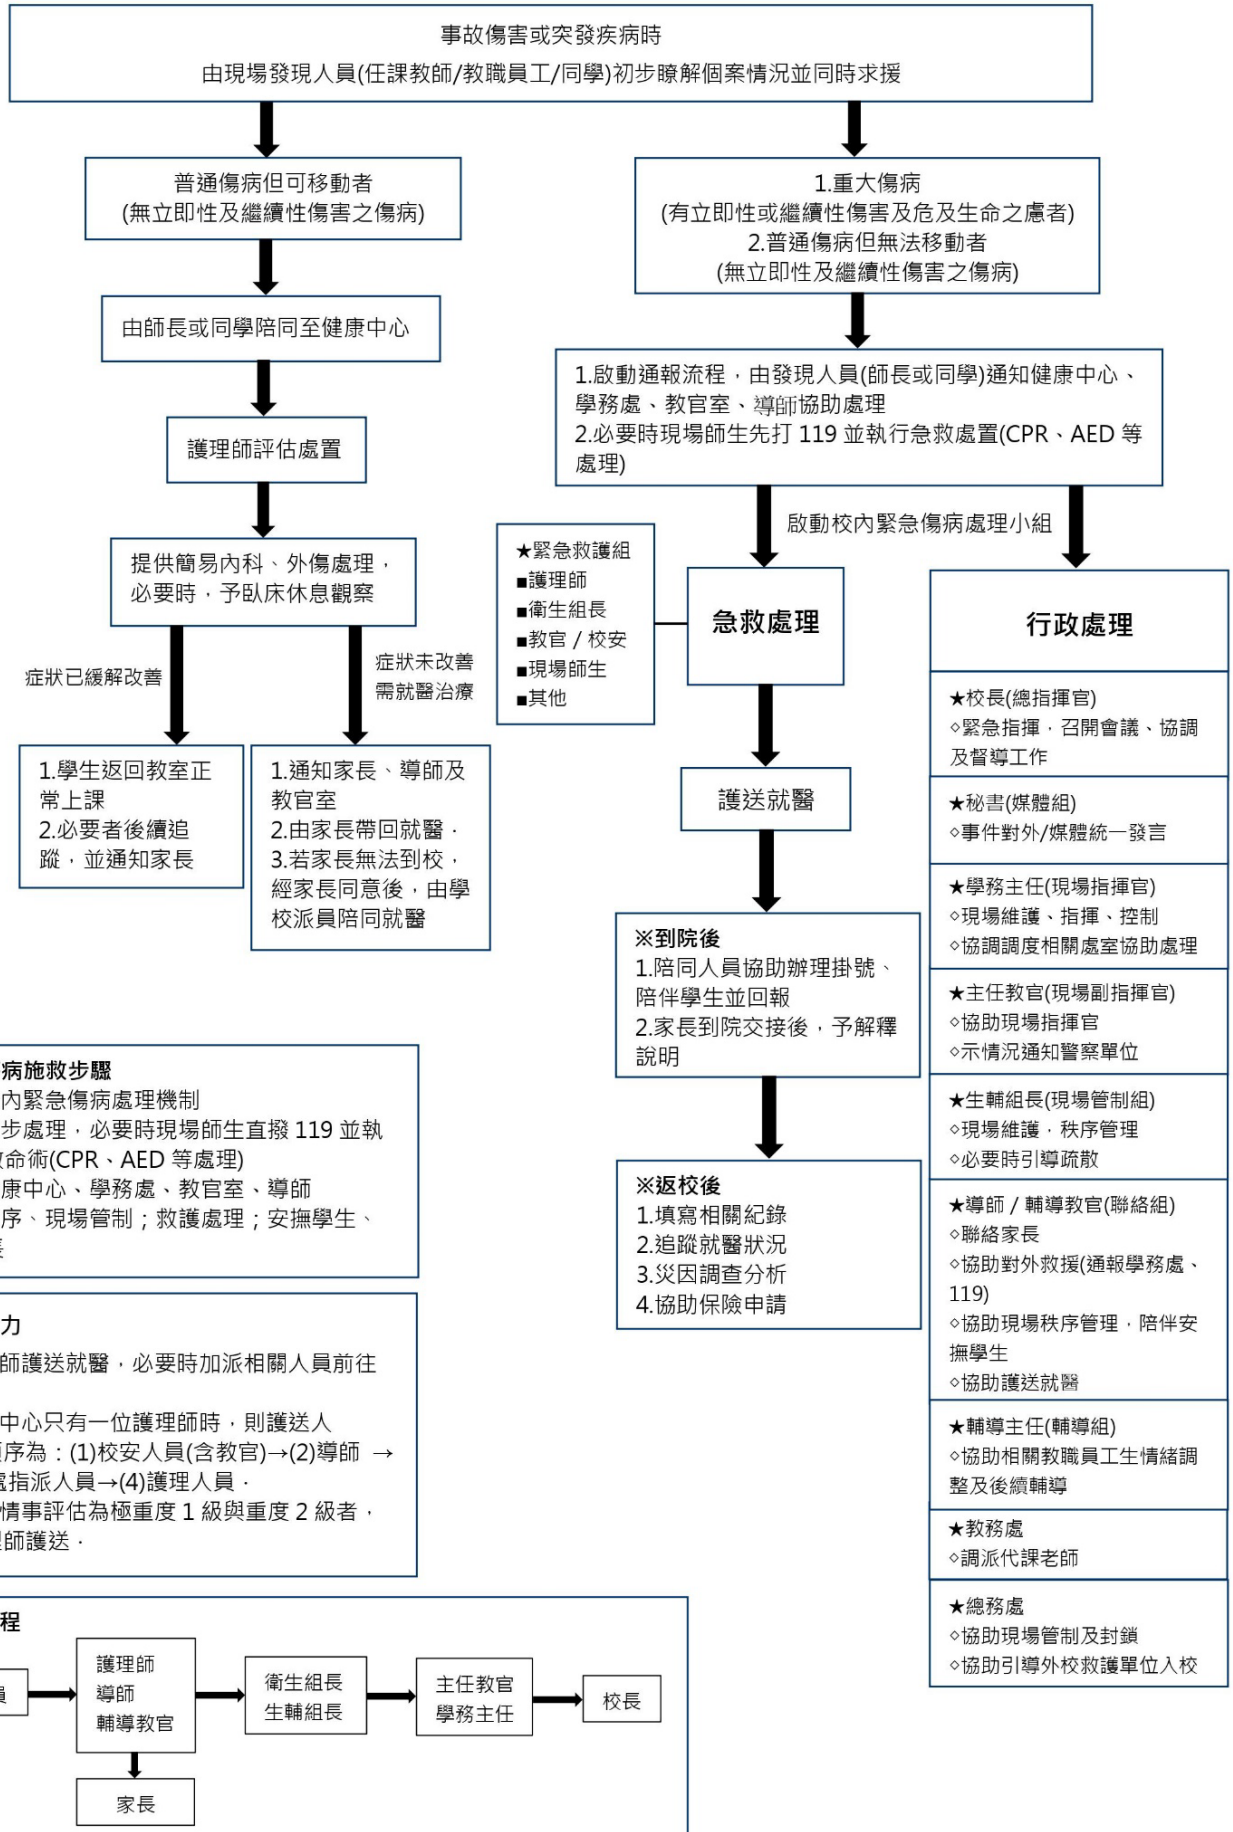 事故傷害或突發疾病時
由現場發現人員(任課教師/教職員工/同學)初步瞭解個案情況並同時求援
普通傷病但可移動者
(無立即性及繼續性傷害之傷病)
由師長或同學陪同至健康中心
護理師評估處置
提供簡易內科、外傷處理，
必要時，予臥床休息觀察
症狀已緩解改善
症狀未改善
需就醫治療
1.學生返回教室正
常上課
2.必要者後續追
蹤，並通知家長
1.通知家長、導師及
教官室
2.由家長帶回就醫．
3.若家長無法到校，
經家長同意後，由學
校派員陪同就醫
1.重大傷病
(有立即性或繼續性傷害及危及生命之慮者)
2.普通傷病但無法移動者
(無立即性及繼續性傷害之傷病)
1.啟動通報流程，由發現人員(師長或同學)通知健康中心、
學務處、教官室、導師協助處理
2.必要時現場師生先打 119 並執行急救處置(CPR、AED 等
處理)
啟動校內緊急傷病處理小組
★緊急救護組
■護理師
■衛生組長
■教官 / 校安
■現場師生
■其他
急救處理
護送就醫
※到院後
1.陪同人員協助辦理掛號、
陪伴學生並回報
2.家長到院交接後，予解釋
說明
※返校後
1.填寫相關紀錄
2.追蹤就醫狀況
3.災因調查分析
4.協助保險申請
行政處理
★校長(總指揮官)
◇緊急指揮，召開會議、協調
及督導工作
★秘書(媒體組)
◇事件對外/媒體統一發言
★學務主任(現場指揮官)
◇現場維護、指揮、控制
◇協調調度相關處室協助處理
★主任教官(現場副指揮官)
◇協助現場指揮官
◇示情況通知警察單位
★生輔組長(現場管制組)
◇現場維護，秩序管理
◇必要時引導疏散
★導師 / 輔導教官(聯絡組)
◇聯絡家長
◇協助對外救援(通報學務處、
119)
◇協助現場秩序管理，陪伴安
撫學生
◇協助護送就醫
★輔導主任(輔導組)
◇協助相關教職員工生情緒調
整及後續輔導
★教務處
◇調派代課老師
★總務處
◇協助現場管制及封鎖
◇協助引導外校救護單位入校
病施救步驟
內緊急傷病處理機制
步處理，必要時現場師生直撥 119 並執
救命術(CPR、AED 等處理)
康中心、學務處、教官室、導師
序、現場管制；救護處理；安撫學生、
長
力
師護送就醫，必要時加派相關人員前往
中心只有一位護理師時，則護送人
順序為：(1)校安人員(含教官)→(2)導師 →
處指派人員→(4)護理人員．
情事評估為極重度 1 級與重度 2 級者，
理師護送．
程
員
護理師
導師
輔導教官
家長
衛生組長
生輔組長
主任教官
學務主任
校長